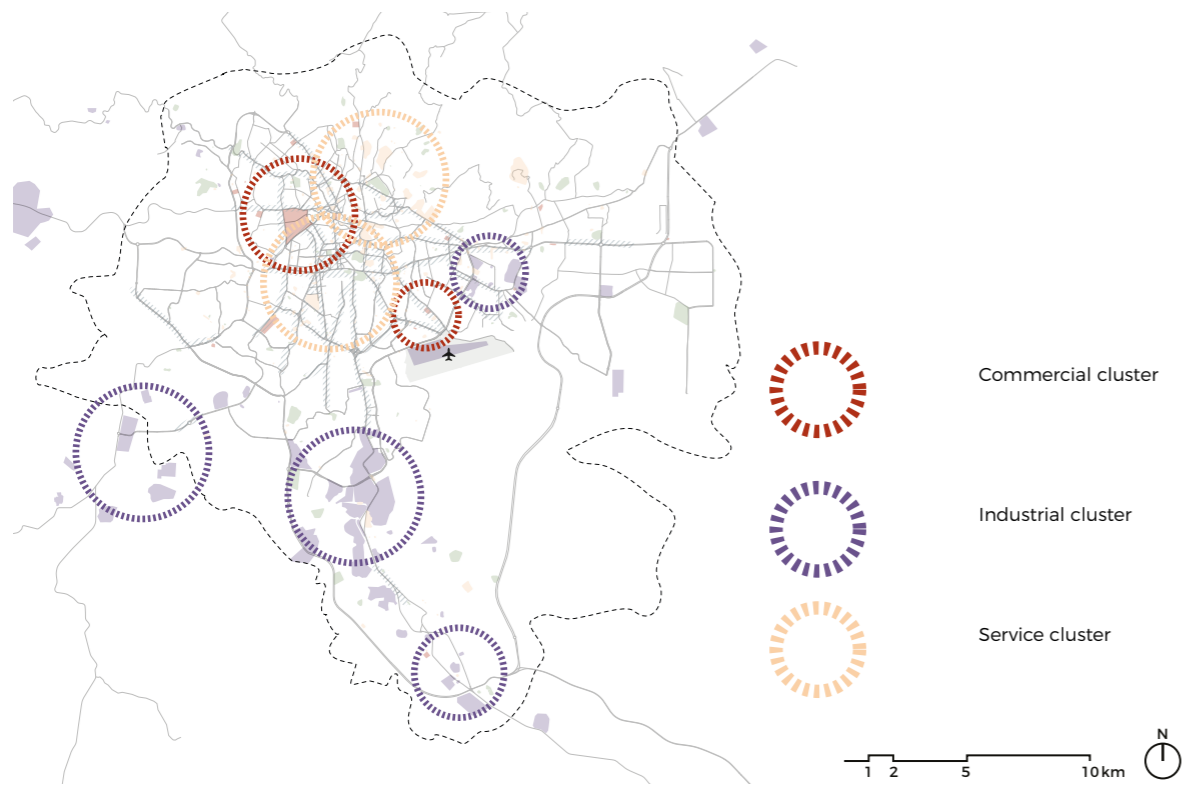 Commercial cluster
Industrial cluster
Service cluster
N
1 2 5 10 km